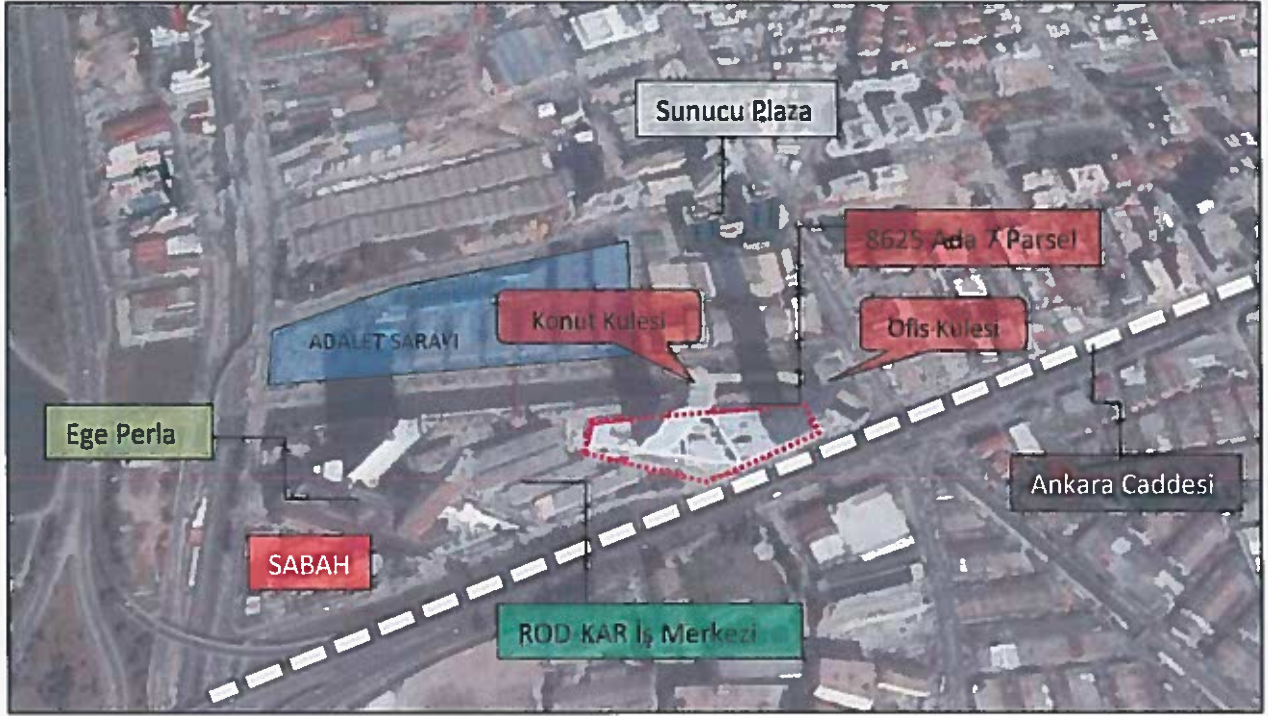 Sunucu Plaza
8625 Ada 7 Parsel
Konut Kulesi
Ofis Kulesi
ADALET SARAYI
Ege Perla
Ankara Caddesi
SABAH
ROD-KAR İş Merkezi